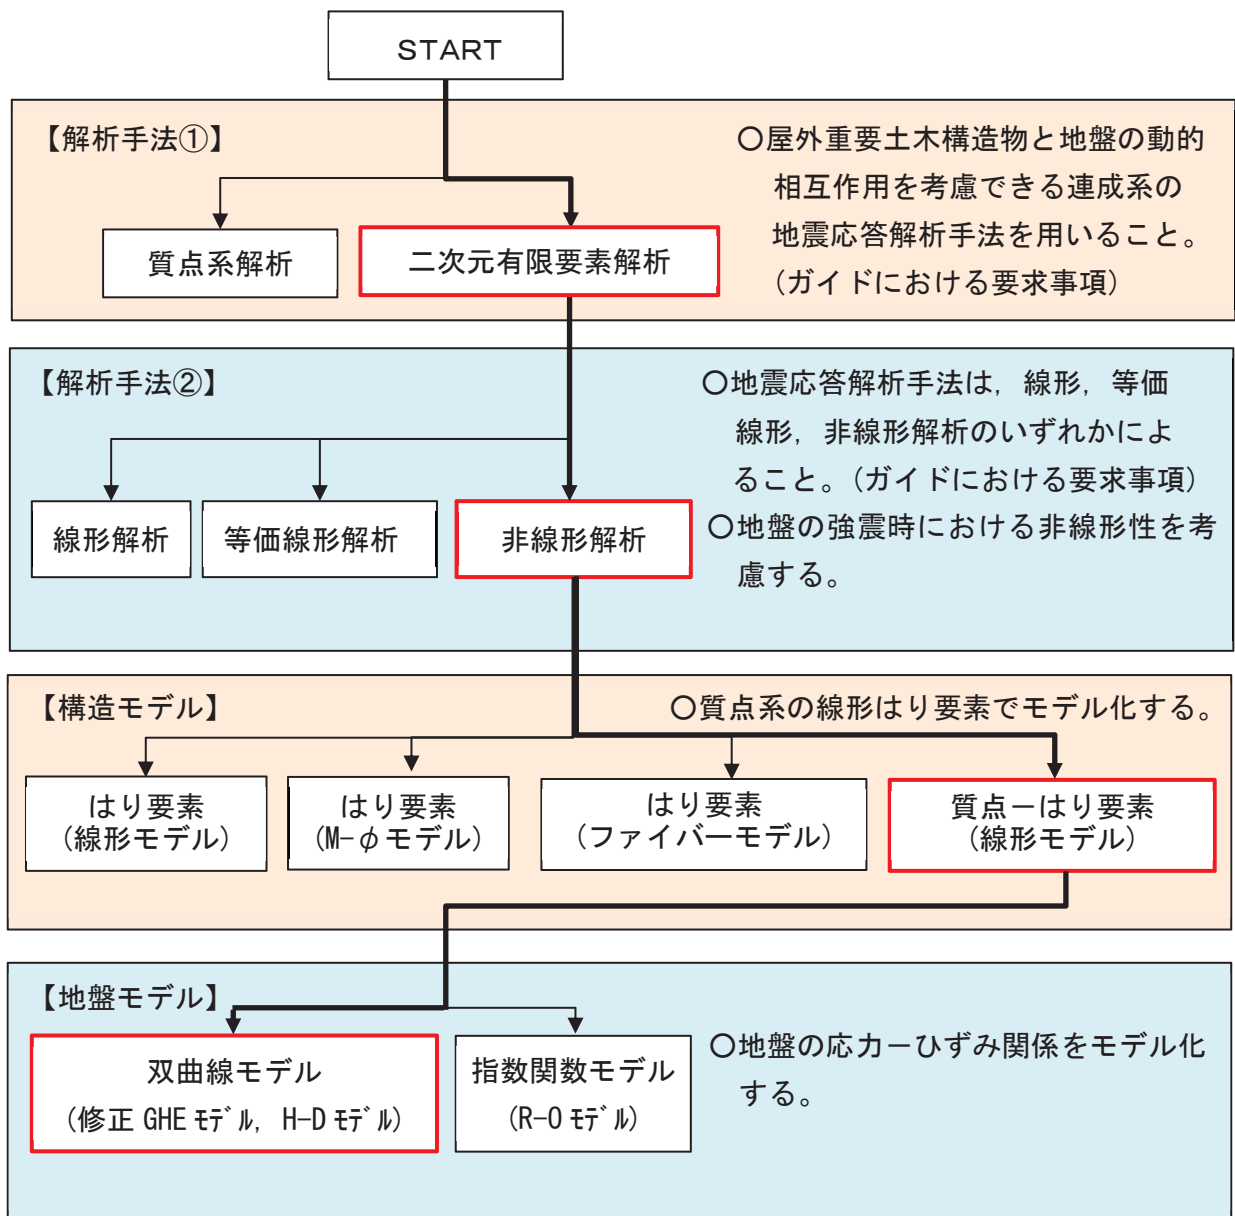 START
【解析手法①】
○屋外重要土木構造物と地盤の動的
相互作用を考慮できる連成系の
地震応答解析手法を用いること。
(ガイドにおける要求事項)
質点系解析
二次元有限要素解析
【解析手法②】
○地震応答解析手法は，線形，等価
線形，非線形解析のいずれかによ
ること。(ガイドにおける要求事項)
○地盤の強震時における非線形性を考
慮する。
線形解析
等価線形解析
非線形解析
【構造モデル】
○質点系の線形はり要素でモデル化する。
はり要素
(線形モデル)
はり要素
(M-φモデル)
はり要素
(ファイバーモデル)
質点－はり要素
(線形モデル)
【地盤モデル】
双曲線モデル
(修正 GHE ﾓﾃﾞﾙ，H-D ﾓﾃﾞﾙ)
指数関数モデル
(R-O ﾓﾃﾞﾙ)
○地盤の応力－ひずみ関係をモデル化
する。